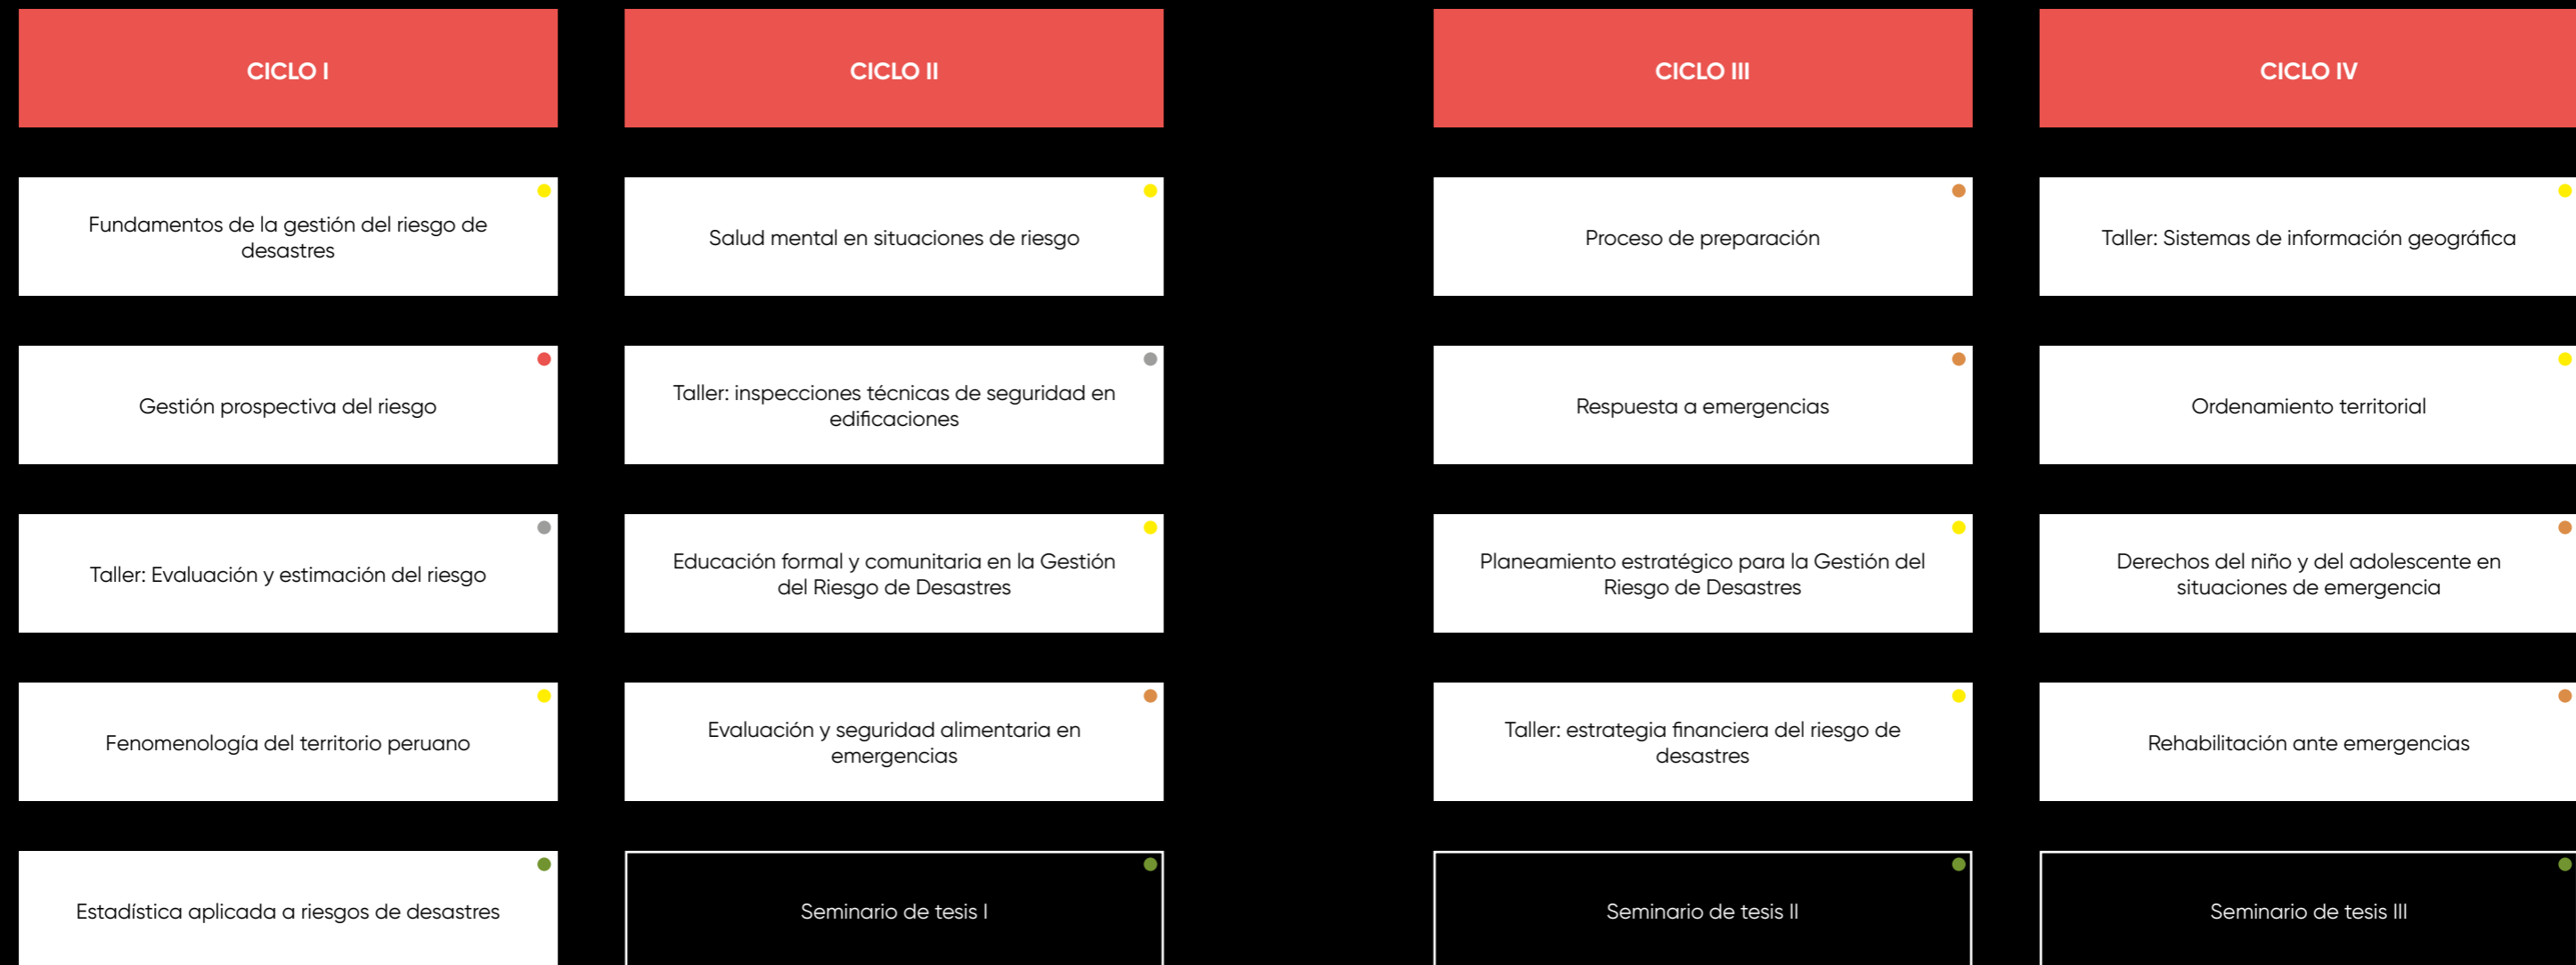 CICLO I
Fundamentos de la gestión del riesgo de
desastres
Gestión prospectiva del riesgo
Taller: Evaluación y estimación del riesgo
Fenomenología del territorio peruano
Estadística aplicada a riesgos de desastres
CICLO II
Salud mental en situaciones de riesgo
Taller: inspecciones técnicas de seguridad en
edificaciones
Educación formal y comunitaria en la Gestión
del Riesgo de Desastres
Evaluación y seguridad alimentaria en
emergencias
Seminario de tesis I
CICLO III
Proceso de preparación
Respuesta a emergencias
Planeamiento estratégico para la Gestión del
Riesgo de Desastres
Taller: estrategia financiera del riesgo de
desastres
Seminario de tesis II
CICLO IV
Taller: Sistemas de información geográfica
Ordenamiento territorial
Derechos del niño y del adolescente en
situaciones de emergencia
Rehabilitación ante emergencias
Seminario de tesis III